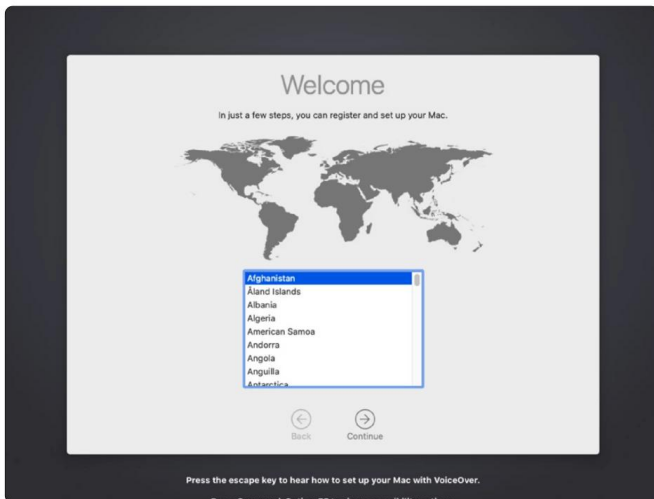 Welcome
In just a few steps, you can register and set up your Mac.
Afghanistan
Åland Islands
Albania
Algeria
American Samoa
Andorra
Angola
Anguilla
Antarctica
Back
Continue
Press the escape key to hear how to set up your Mac with VoiceOver.